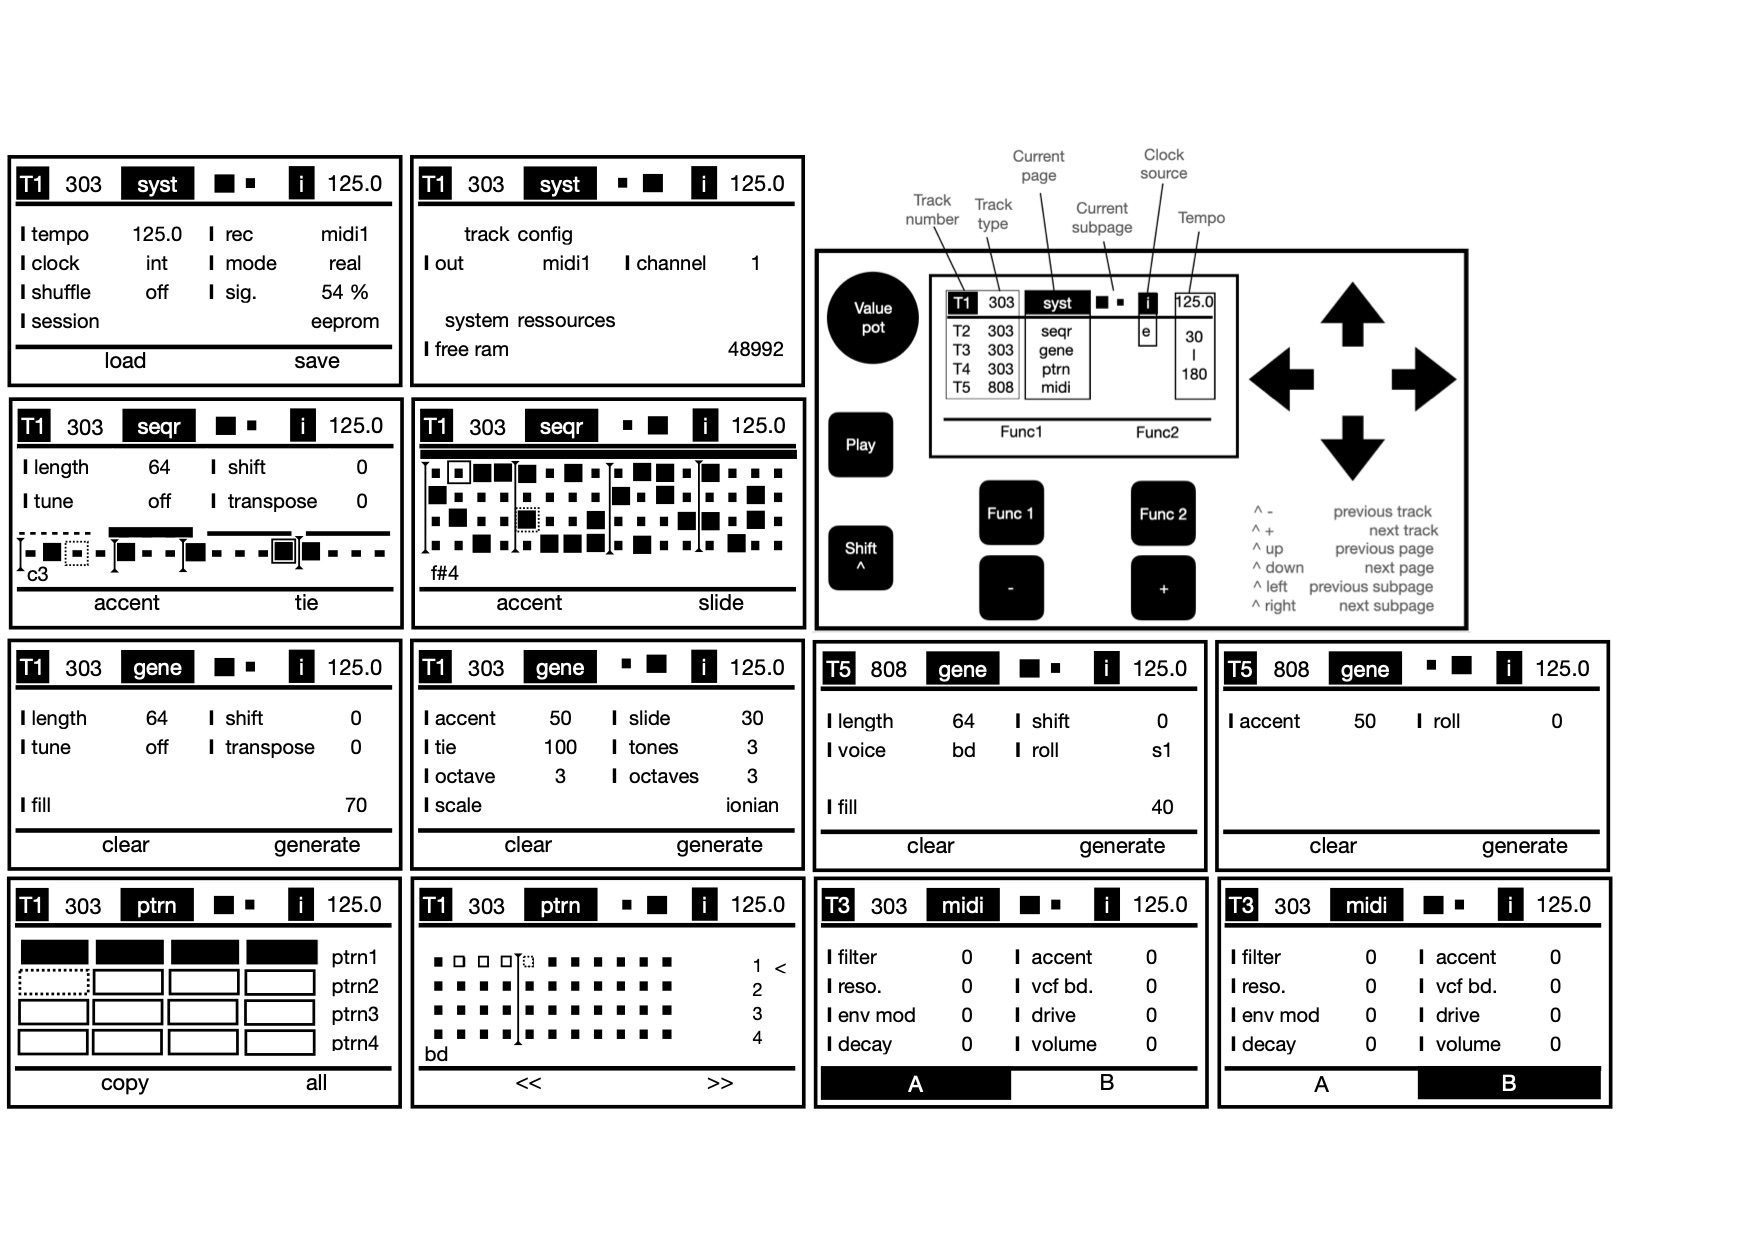 T1 303 syst i 125.0
tempo 125.0 rec midi1
clock int mode real
shuffle off sig. 54 %
session eeprom
load save
T1 303 syst i 125.0
track config
out midi1 channel 1
system ressources
free ram 48992
Current page
Clock source
Track number
Track type
Current subpage
Tempo
Value pot
T1 303 syst i 125.0
T2 303 seqr e 30
T3 303 gene I
T4 303 ptrn 180
T5 808 midi
Func1 Func2
Play
Shift ^
Func 1
Func 2
-
+
^ - previous track
^ + next track
^ up previous page
^ down next page
^ left previous subpage
^ right next subpage
T1 303 seqr i 125.0
length 64 shift 0
tune off transpose 0
c3
accent tie
T1 303 seqr i 125.0
f#4
accent slide
T1 303 gene i 125.0
length 64 shift 0
tune off transpose 0
fill 70
clear generate
T1 303 gene i 125.0
accent 50 slide 30
tie 100 tones 3
octave 3 octaves 3
scale ionian
clear generate
T5 808 gene i 125.0
length 64 shift 0
voice bd roll s1
fill 40
clear generate
T5 808 gene i 125.0
accent 50 roll 0
clear generate
T1 303 ptrn i 125.0
ptrn1
ptrn2
ptrn3
ptrn4
copy all
T1 303 ptrn i 125.0
1 <
2
3
4
bd
<< >>
T3 303 midi i 125.0
filter 0 accent 0
reso. 0 vcf bd. 0
env mod 0 drive 0
decay 0 volume 0
A B
T3 303 midi i 125.0
filter 0 accent 0
reso. 0 vcf bd. 0
env mod 0 drive 0
decay 0 volume 0
A B